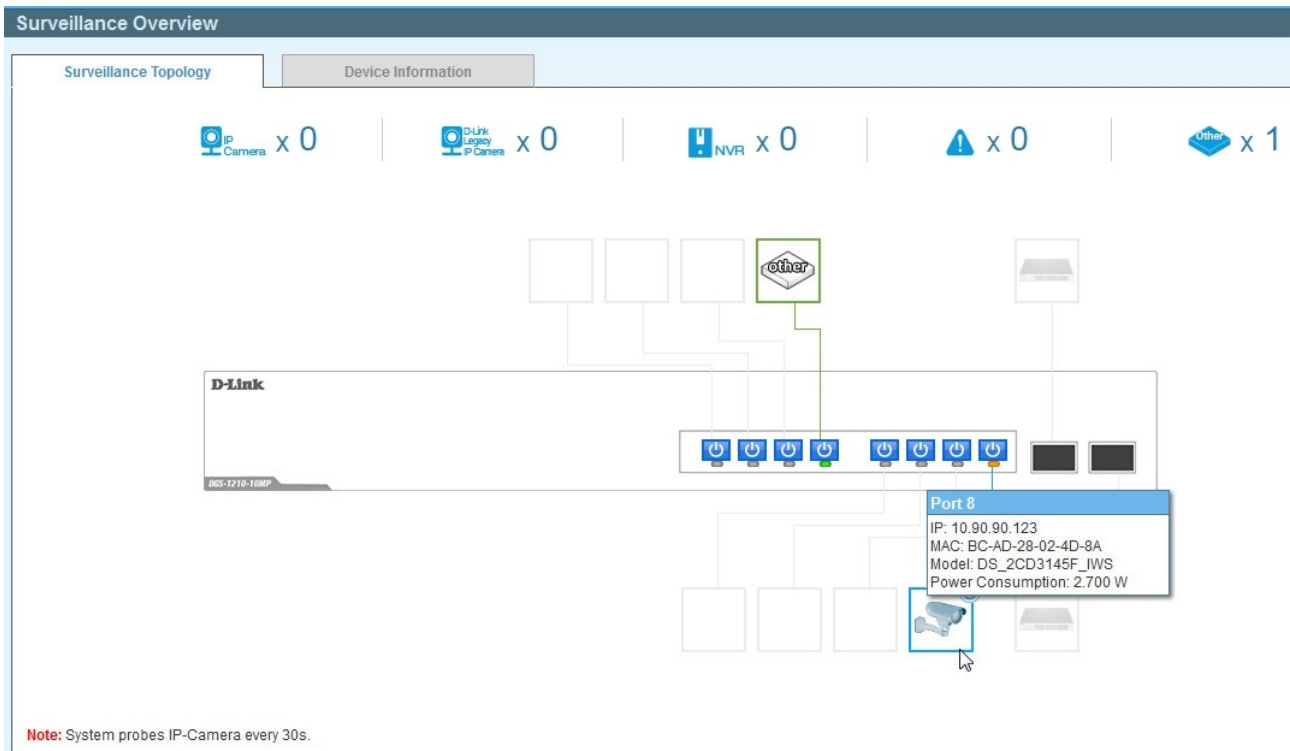 Surveillance Overview
Surveillance Topology
Device Information
IP
Camera x 0
D-Link
Legacy
IP Camera x 0
NVR x 0
x 0
Other x 1
other
D-Link
DGS-1210-10MP
Port 8
IP: 10.90.90.123
MAC: BC-AD-28-02-4D-8A
Model: DS_2CD3145F_IWS
Power Consumption: 2.700 W
Note: System probes IP-Camera every 30s.